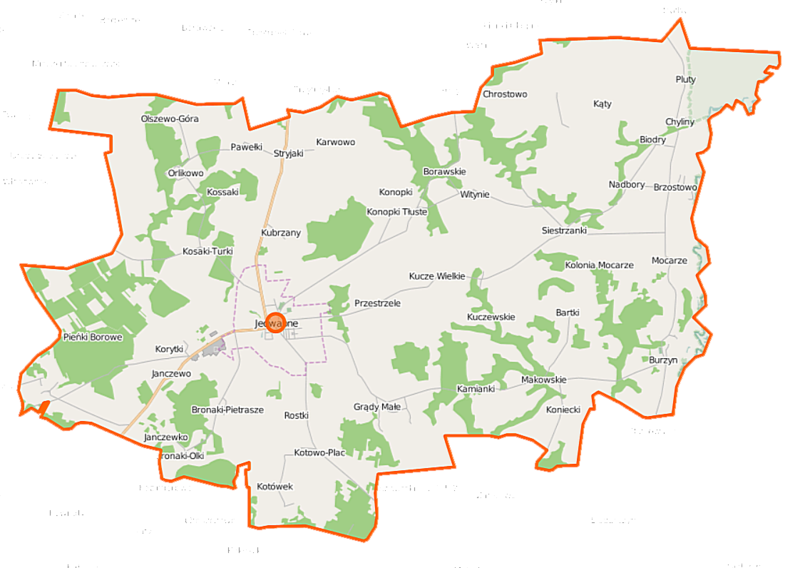 Pluty
Chrostowo
Kąty
Olszewo-Góra
Chyliny
Biodry
Karwowo
Pawełki
Stryjaki
Orlikowo
Borawskie
Kossaki
Konopki
Witynie
Nadbory
Brzostowo
Konopki Tłuste
Kubrzany
Siestrzanki
Kosaki-Turki
Mocarze
Kolonia Mocarze
Kucze Wielkie
Przestrzele
Kuczewskie
Bartki
Pieńki Borowe
Korytki
Burzyn
Janczewo
Makowskie
Kamianki
Bronaki-Pietrasze
Rostki
Grądy Małe
Koniecki
Janczewko
ronaki-Olki
Kotowo-Plac
Kotówek